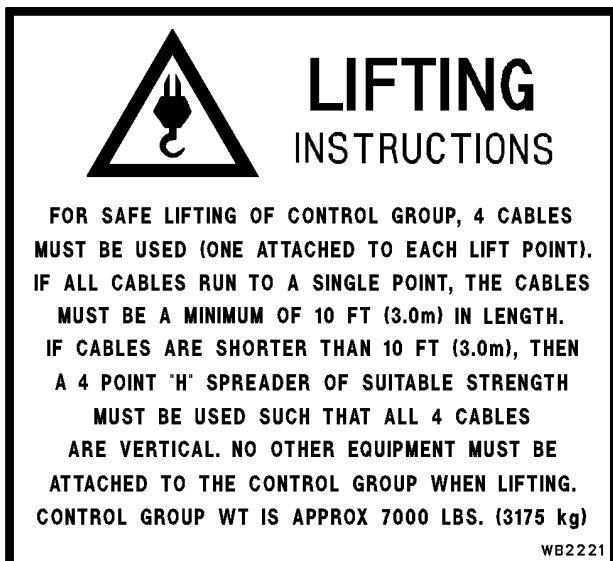 LIFTING
INSTRUCTIONS
FOR SAFE LIFTING OF CONTROL GROUP, 4 CABLES
MUST BE USED (ONE ATTACHED TO EACH LIFT POINT).
IF ALL CABLES RUN TO A SINGLE POINT, THE CABLES
MUST BE A MINIMUM OF 10 FT (3.0m) IN LENGTH.
IF CABLES ARE SHORTER THAN 10 FT (3.0m), THEN
A 4 POINT "H" SPREADER OF SUITABLE STRENGTH
MUST BE USED SUCH THAT ALL 4 CABLES
ARE VERTICAL. NO OTHER EQUIPMENT MUST BE
ATTACHED TO THE CONTROL GROUP WHEN LIFTING.
CONTROL GROUP WT IS APPROX 7000 LBS. (3175 kg)
WB2221